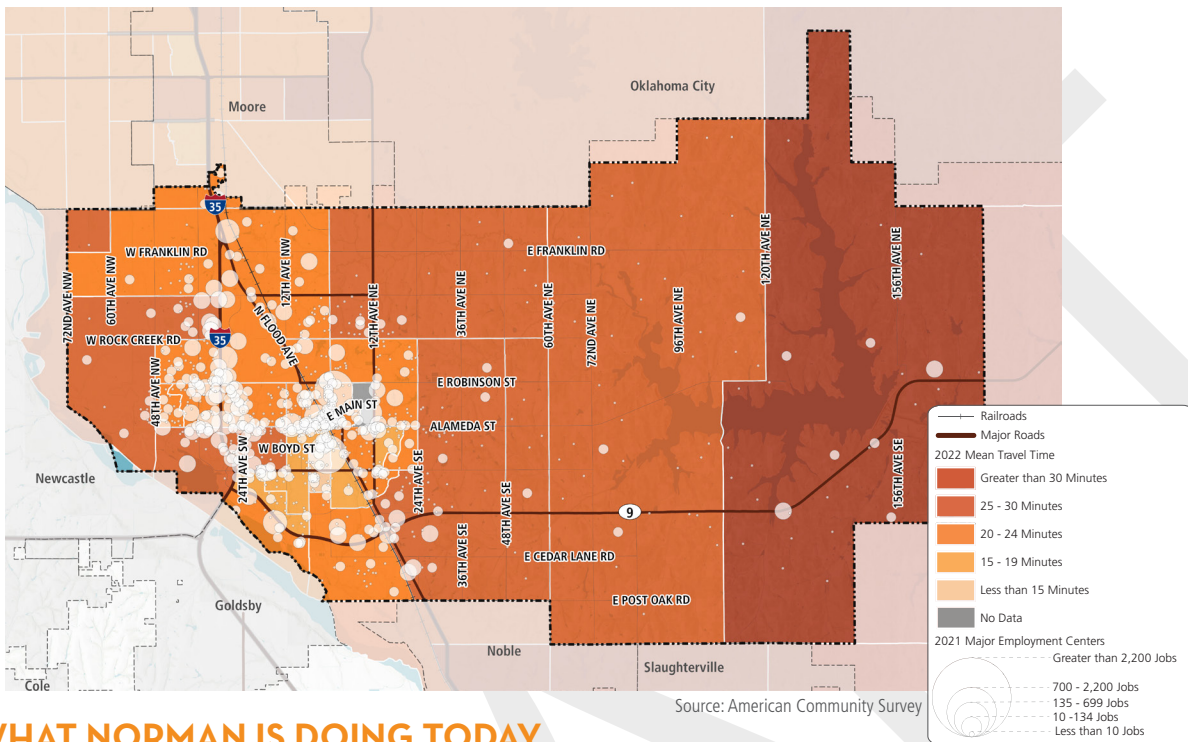 Oklahoma City
Moore
35
W FRANKLIN RD
E FRANKLIN RD
12TH AVE NW
120TH AVE NE
156TH AVE NE
72ND AVE NW
60TH AVE NW
N FLOOD AVE
12TH AVE NE
36TH AVE NE
60TH AVE NE
72ND AVE NE
96TH AVE NE
W ROCK CREEK RD
35
48TH AVE NW
E ROBINSON ST
E MAIN ST
ALAMEDA ST
W BOYD ST
24TH AVE SW
24TH AVE SE
Newcastle
48TH AVE SE
156TH AVE SE
9
36TH AVE SE
E CEDAR LANE RD
E POST OAK RD
Goldsby
Noble
Slaughterville
Cole
Railroads
Major Roads
2022 Mean Travel Time
Greater than 30 Minutes
25 - 30 Minutes
20 - 24 Minutes
15 - 19 Minutes
Less than 15 Minutes
No Data
2021 Major Employment Centers
Greater than 2,200 Jobs
700 - 2,200 Jobs
135 - 699 Jobs
10 -134 Jobs
Less than 10 Jobs
Source: American Community Survey
WHAT NORMAN IS DOING TODAY